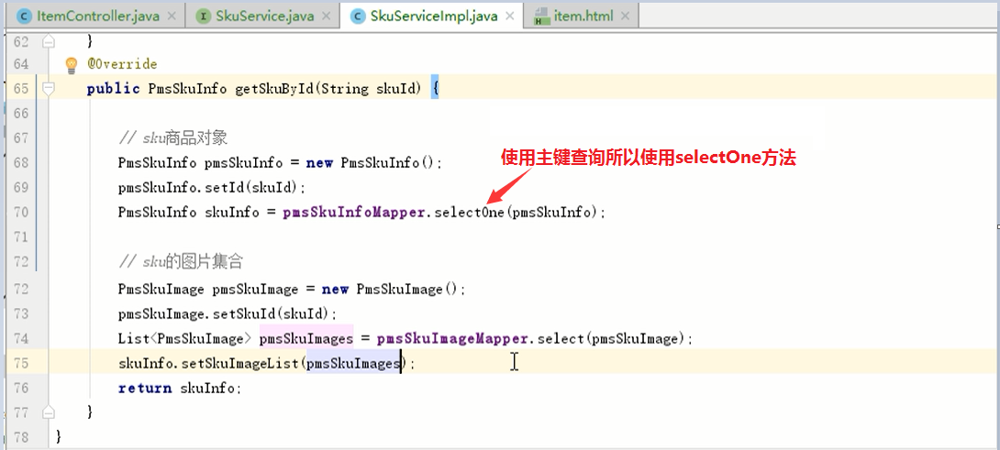 ItemController.java × SkuService.java × SkuServiceImpl.java × item.html ×
62 }
64 @Override
65 public PmsSkuInfo getSkuById(String skuId) {
66
67 // sku商品对象
68 PmsSkuInfo pmsSkuInfo = new PmsSkuInfo();
使用主键查询所以使用selectOne方法
69 pmsSkuInfo.setId(skuId);
70 PmsSkuInfo skuInfo = pmsSkuInfoMapper.selectOne(pmsSkuInfo);
71
72 // sku的图片集合
72 PmsSkuImage pmsSkuImage = new PmsSkuImage();
73 pmsSkuImage.setSkuId(skuId);
74 List<PmsSkuImage> pmsSkuImages = pmsSkuImageMapper.select(pmsSkuImage);
75 skuInfo.setSkuImageList(pmsSkuImages);
76 return skuInfo;
77 }
78 }